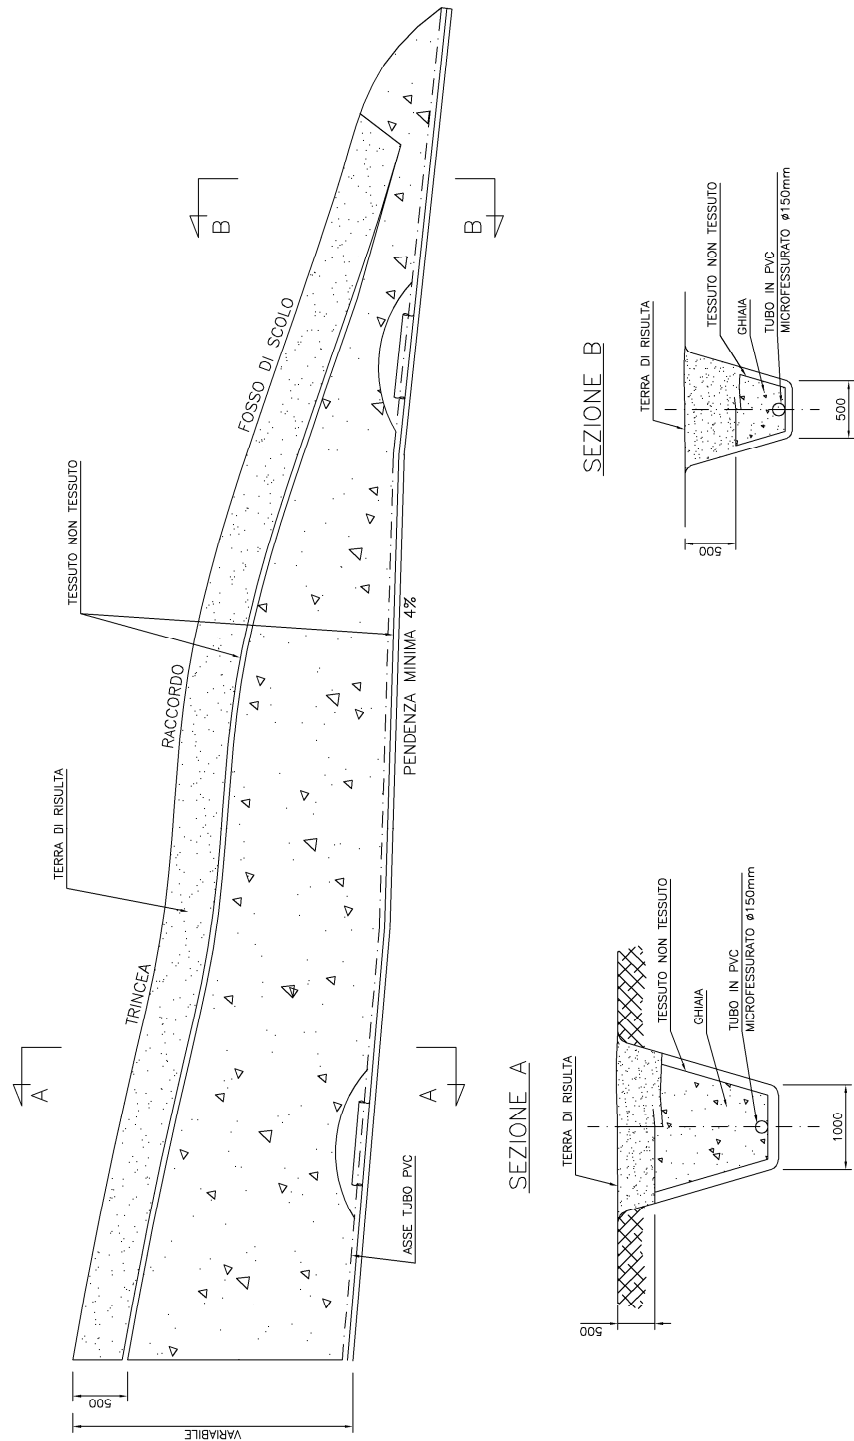 TESSUTO NON TESSUTO
TERRA DI RISULTA
FOSSO DI SCOLO
RACCORDO
TRINCEA
B
B
A
A
PENDENZA MINIMA 4%
ASSE TUBO PVC
500
VARIABILE
SEZIONE A
TERRA DI RISULTA
TESSUTO NON TESSUTO
GHIAIA
TUBO IN PVC
MICROFESSURATO ø150mm
500
1000
SEZIONE B
TERRA DI RISULTA
TESSUTO NON TESSUTO
GHIAIA
TUBO IN PVC
MICROFESSURATO ø150mm
500
500